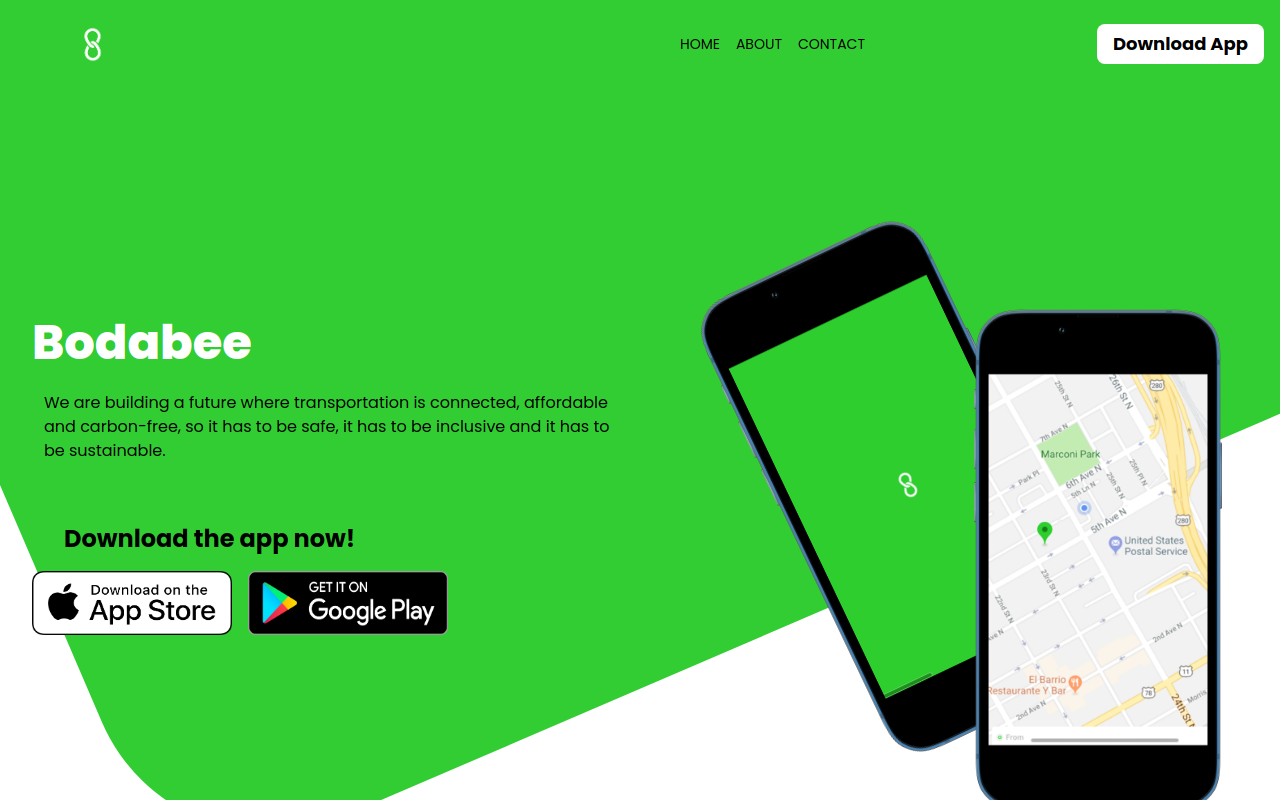 HOME ABOUT CONTACT
Download App
Bodabee
We are building a future where transportation is connected, affordable
and carbon-free, so it has to be safe, it has to be inclusive and it has to
be sustainable.
Download the app now!
Download on the
App Store
GET IT ON
Google Play
280
26th St N
25th St N
7th Ave N
Marconi Park
Park Pl
6th Ave N
5th Ln N
25th St N
25th Pl N
5th Ave N
280
United States
Postal Service
23rd St N
22nd St N
2nd Ave N
11
El Barrio
Restaurante Y Bar
78
2nd Ave N
24th St N
Morris
From